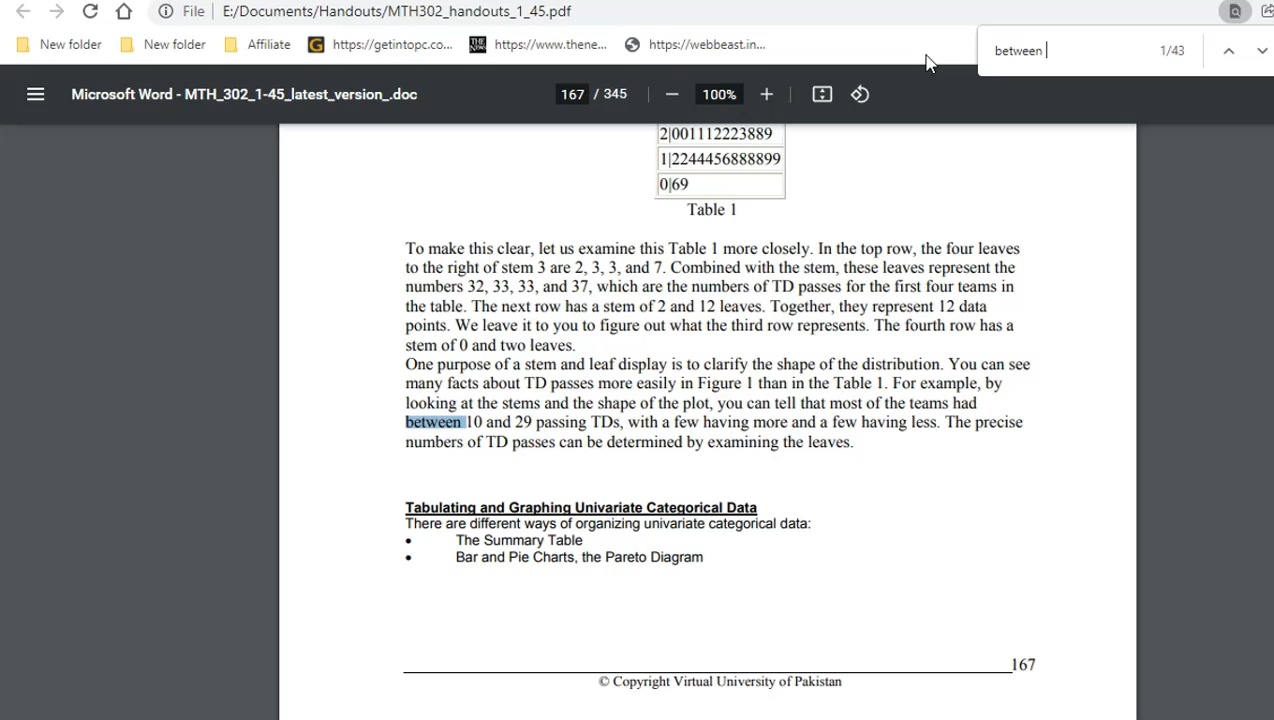 File E:/Documents/Handouts/MTH302_handouts_1_45.pdf
New folder New folder Affiliate https://getintopc.co... https://www.thene... https://webbeast.in...
between 1/43
Microsoft Word - MTH_302_1-45_latest_version_.doc 167 / 345 100%
2|001112223889
1|2244456888899
0|69
Table 1
To make this clear, let us examine this Table 1 more closely. In the top row, the four leaves
to the right of stem 3 are 2, 3, 3, and 7. Combined with the stem, these leaves represent the
numbers 32, 33, 33, and 37, which are the numbers of TD passes for the first four teams in
the table. The next row has a stem of 2 and 12 leaves. Together, they represent 12 data
points. We leave it to you to figure out what the third row represents. The fourth row has a
stem of 0 and two leaves.
One purpose of a stem and leaf display is to clarify the shape of the distribution. You can see
many facts about TD passes more easily in Figure 1 than in the Table 1. For example, by
looking at the stems and the shape of the plot, you can tell that most of the teams had
between 10 and 29 passing TDs, with a few having more and a few having less. The precise
numbers of TD passes can be determined by examining the leaves.
Tabulating and Graphing Univariate Categorical Data
There are different ways of organizing univariate categorical data:
• The Summary Table
• Bar and Pie Charts, the Pareto Diagram
167
© Copyright Virtual University of Pakistan